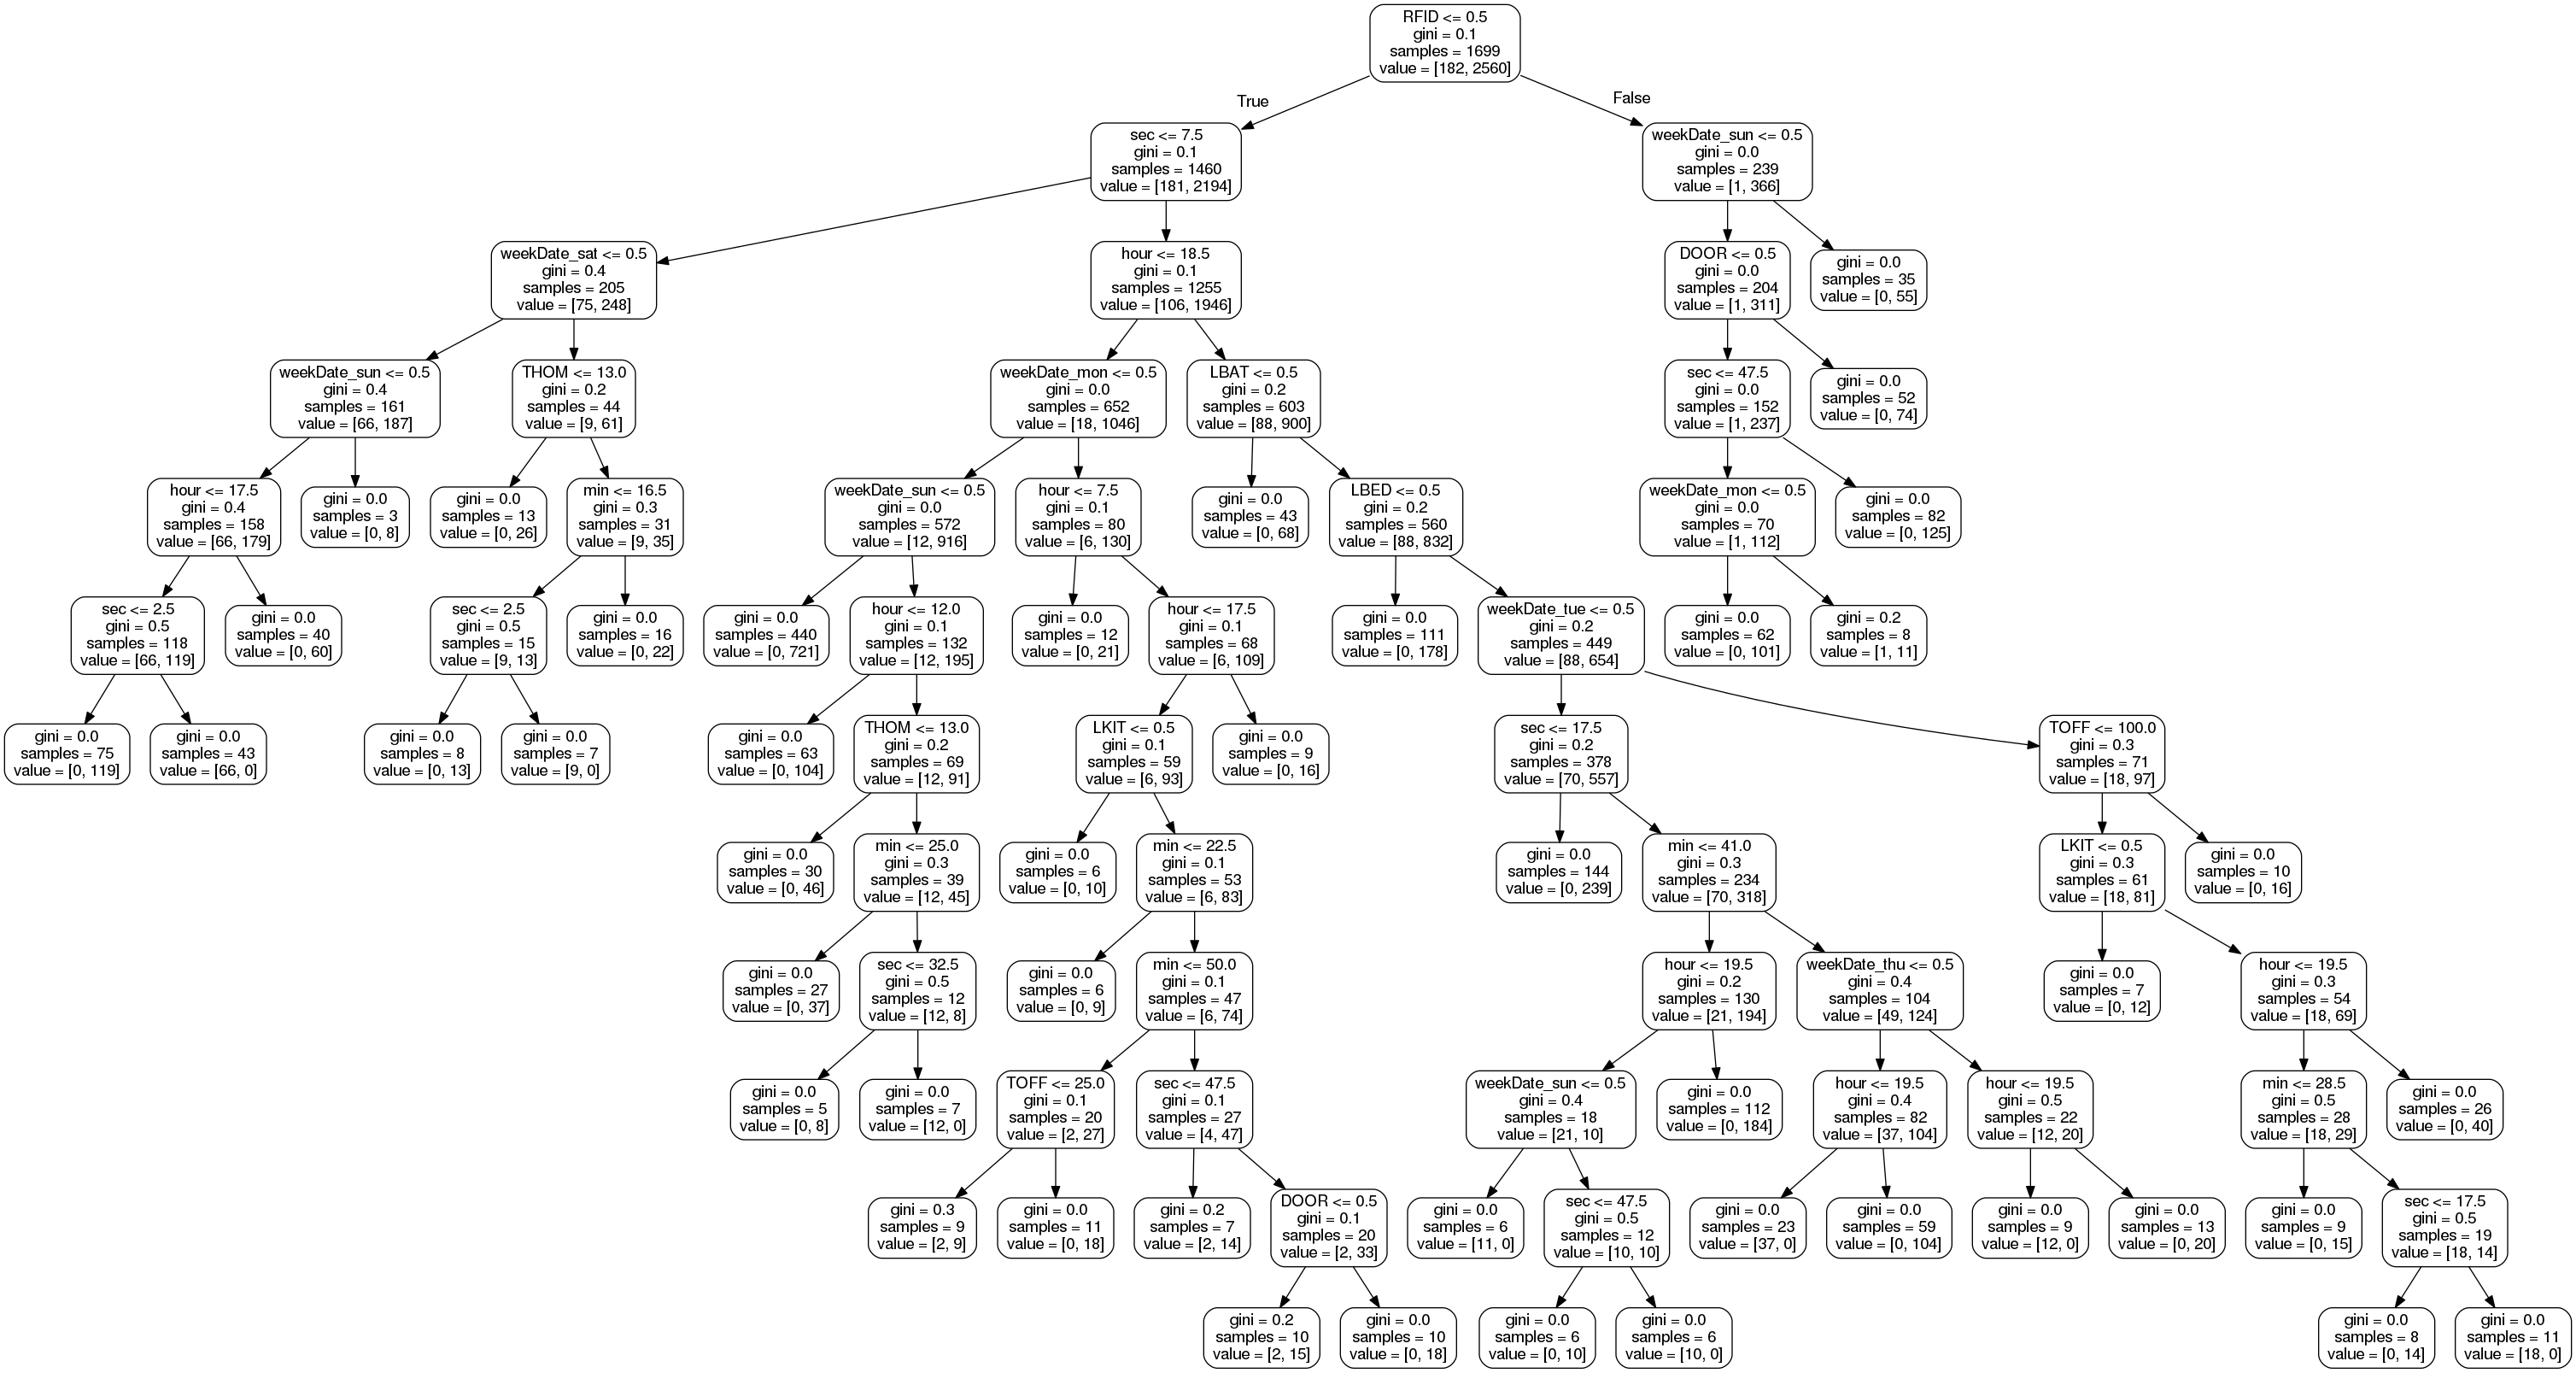 RFID <= 0.5
gini = 0.1
samples = 1699
value = [182, 2560]
True
False
sec <= 7.5
gini = 0.1
samples = 1460
value = [181, 2194]
weekDate_sun <= 0.5
gini = 0.0
samples = 239
value = [1, 366]
weekDate_sat <= 0.5
gini = 0.4
samples = 205
value = [75, 248]
hour <= 18.5
gini = 0.1
samples = 1255
value = [106, 1946]
DOOR <= 0.5
gini = 0.0
samples = 204
value = [1, 311]
gini = 0.0
samples = 35
value = [0, 55]
weekDate_sun <= 0.5
gini = 0.4
samples = 161
value = [66, 187]
THOM <= 13.0
gini = 0.2
samples = 44
value = [9, 61]
weekDate_mon <= 0.5
gini = 0.0
samples = 652
value = [18, 1046]
LBAT <= 0.5
gini = 0.2
samples = 603
value = [88, 900]
sec <= 47.5
gini = 0.0
samples = 152
value = [1, 237]
gini = 0.0
samples = 52
value = [0, 74]
hour <= 17.5
gini = 0.4
samples = 158
value = [66, 179]
gini = 0.0
samples = 3
value = [0, 8]
gini = 0.0
samples = 13
value = [0, 26]
min <= 16.5
gini = 0.3
samples = 31
value = [9, 35]
weekDate_sun <= 0.5
gini = 0.0
samples = 572
value = [12, 916]
hour <= 7.5
gini = 0.1
samples = 80
value = [6, 130]
gini = 0.0
samples = 43
value = [0, 68]
LBED <= 0.5
gini = 0.2
samples = 560
value = [88, 832]
weekDate_mon <= 0.5
gini = 0.0
samples = 70
value = [1, 112]
gini = 0.0
samples = 82
value = [0, 125]
sec <= 2.5
gini = 0.5
samples = 118
value = [66, 119]
gini = 0.0
samples = 40
value = [0, 60]
sec <= 2.5
gini = 0.5
samples = 15
value = [9, 13]
gini = 0.0
samples = 16
value = [0, 22]
gini = 0.0
samples = 440
value = [0, 721]
hour <= 12.0
gini = 0.1
samples = 132
value = [12, 195]
gini = 0.0
samples = 12
value = [0, 21]
hour <= 17.5
gini = 0.1
samples = 68
value = [6, 109]
gini = 0.0
samples = 111
value = [0, 178]
weekDate_tue <= 0.5
gini = 0.2
samples = 449
value = [88, 654]
gini = 0.0
samples = 62
value = [0, 101]
gini = 0.2
samples = 8
value = [1, 11]
gini = 0.0
samples = 75
value = [0, 119]
gini = 0.0
samples = 43
value = [66, 0]
gini = 0.0
samples = 8
value = [0, 13]
gini = 0.0
samples = 7
value = [9, 0]
gini = 0.0
samples = 63
value = [0, 104]
THOM <= 13.0
gini = 0.2
samples = 69
value = [12, 91]
LKIT <= 0.5
gini = 0.1
samples = 59
value = [6, 93]
gini = 0.0
samples = 9
value = [0, 16]
sec <= 17.5
gini = 0.2
samples = 378
value = [70, 557]
TOFF <= 100.0
gini = 0.3
samples = 71
value = [18, 97]
gini = 0.0
samples = 30
value = [0, 46]
min <= 25.0
gini = 0.3
samples = 39
value = [12, 45]
gini = 0.0
samples = 6
value = [0, 10]
min <= 22.5
gini = 0.1
samples = 53
value = [6, 83]
gini = 0.0
samples = 144
value = [0, 239]
min <= 41.0
gini = 0.3
samples = 234
value = [70, 318]
LKIT <= 0.5
gini = 0.3
samples = 61
value = [18, 81]
gini = 0.0
samples = 10
value = [0, 16]
gini = 0.0
samples = 27
value = [0, 37]
sec <= 32.5
gini = 0.5
samples = 12
value = [12, 8]
gini = 0.0
samples = 6
value = [0, 9]
min <= 50.0
gini = 0.1
samples = 47
value = [6, 74]
hour <= 19.5
gini = 0.2
samples = 130
value = [21, 194]
weekDate_thu <= 0.5
gini = 0.4
samples = 104
value = [49, 124]
gini = 0.0
samples = 7
value = [0, 12]
hour <= 19.5
gini = 0.3
samples = 54
value = [18, 69]
gini = 0.0
samples = 5
value = [0, 8]
gini = 0.0
samples = 7
value = [12, 0]
TOFF <= 25.0
gini = 0.1
samples = 20
value = [2, 27]
sec <= 47.5
gini = 0.1
samples = 27
value = [4, 47]
weekDate_sun <= 0.5
gini = 0.4
samples = 18
value = [21, 10]
gini = 0.0
samples = 112
value = [0, 184]
hour <= 19.5
gini = 0.4
samples = 82
value = [37, 104]
hour <= 19.5
gini = 0.5
samples = 22
value = [12, 20]
min <= 28.5
gini = 0.5
samples = 28
value = [18, 29]
gini = 0.0
samples = 26
value = [0, 40]
gini = 0.3
samples = 9
value = [2, 9]
gini = 0.0
samples = 11
value = [0, 18]
gini = 0.2
samples = 7
value = [2, 14]
DOOR <= 0.5
gini = 0.1
samples = 20
value = [2, 33]
gini = 0.0
samples = 6
value = [11, 0]
sec <= 47.5
gini = 0.5
samples = 12
value = [10, 10]
gini = 0.0
samples = 23
value = [37, 0]
gini = 0.0
samples = 59
value = [0, 104]
gini = 0.0
samples = 9
value = [12, 0]
gini = 0.0
samples = 13
value = [0, 20]
gini = 0.0
samples = 9
value = [0, 15]
sec <= 17.5
gini = 0.5
samples = 19
value = [18, 14]
gini = 0.2
samples = 10
value = [2, 15]
gini = 0.0
samples = 10
value = [0, 18]
gini = 0.0
samples = 6
value = [0, 10]
gini = 0.0
samples = 6
value = [10, 0]
gini = 0.0
samples = 8
value = [0, 14]
gini = 0.0
samples = 11
value = [18, 0]